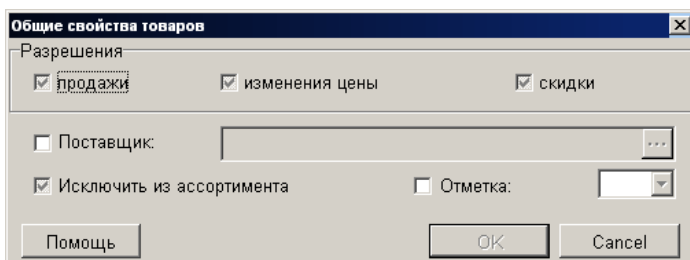 Общие свойства товаров
Разрешения
продажи изменения цены скидки
Поставщик: ...
Исключить из ассортимента Отметка:
Помощь OK Cancel